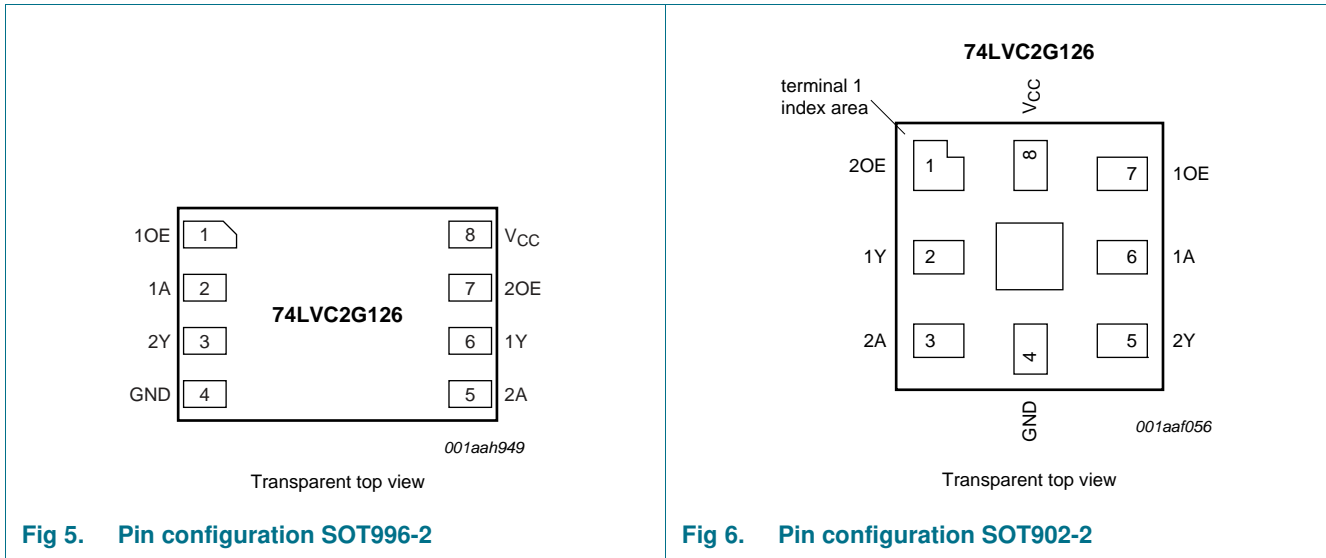 1OE 1 8 VCC
1A 2 7 2OE
74LVC2G126
2Y 3 6 1Y
GND 4 5 2A
001aah949
Transparent top view
Fig 5. Pin configuration SOT996-2
74LVC2G126
terminal 1
index area
VCC
2OE 1 8 7 1OE
1Y 2 6 1A
2A 3 4 5 2Y
GND
001aaf056
Transparent top view
Fig 6. Pin configuration SOT902-2